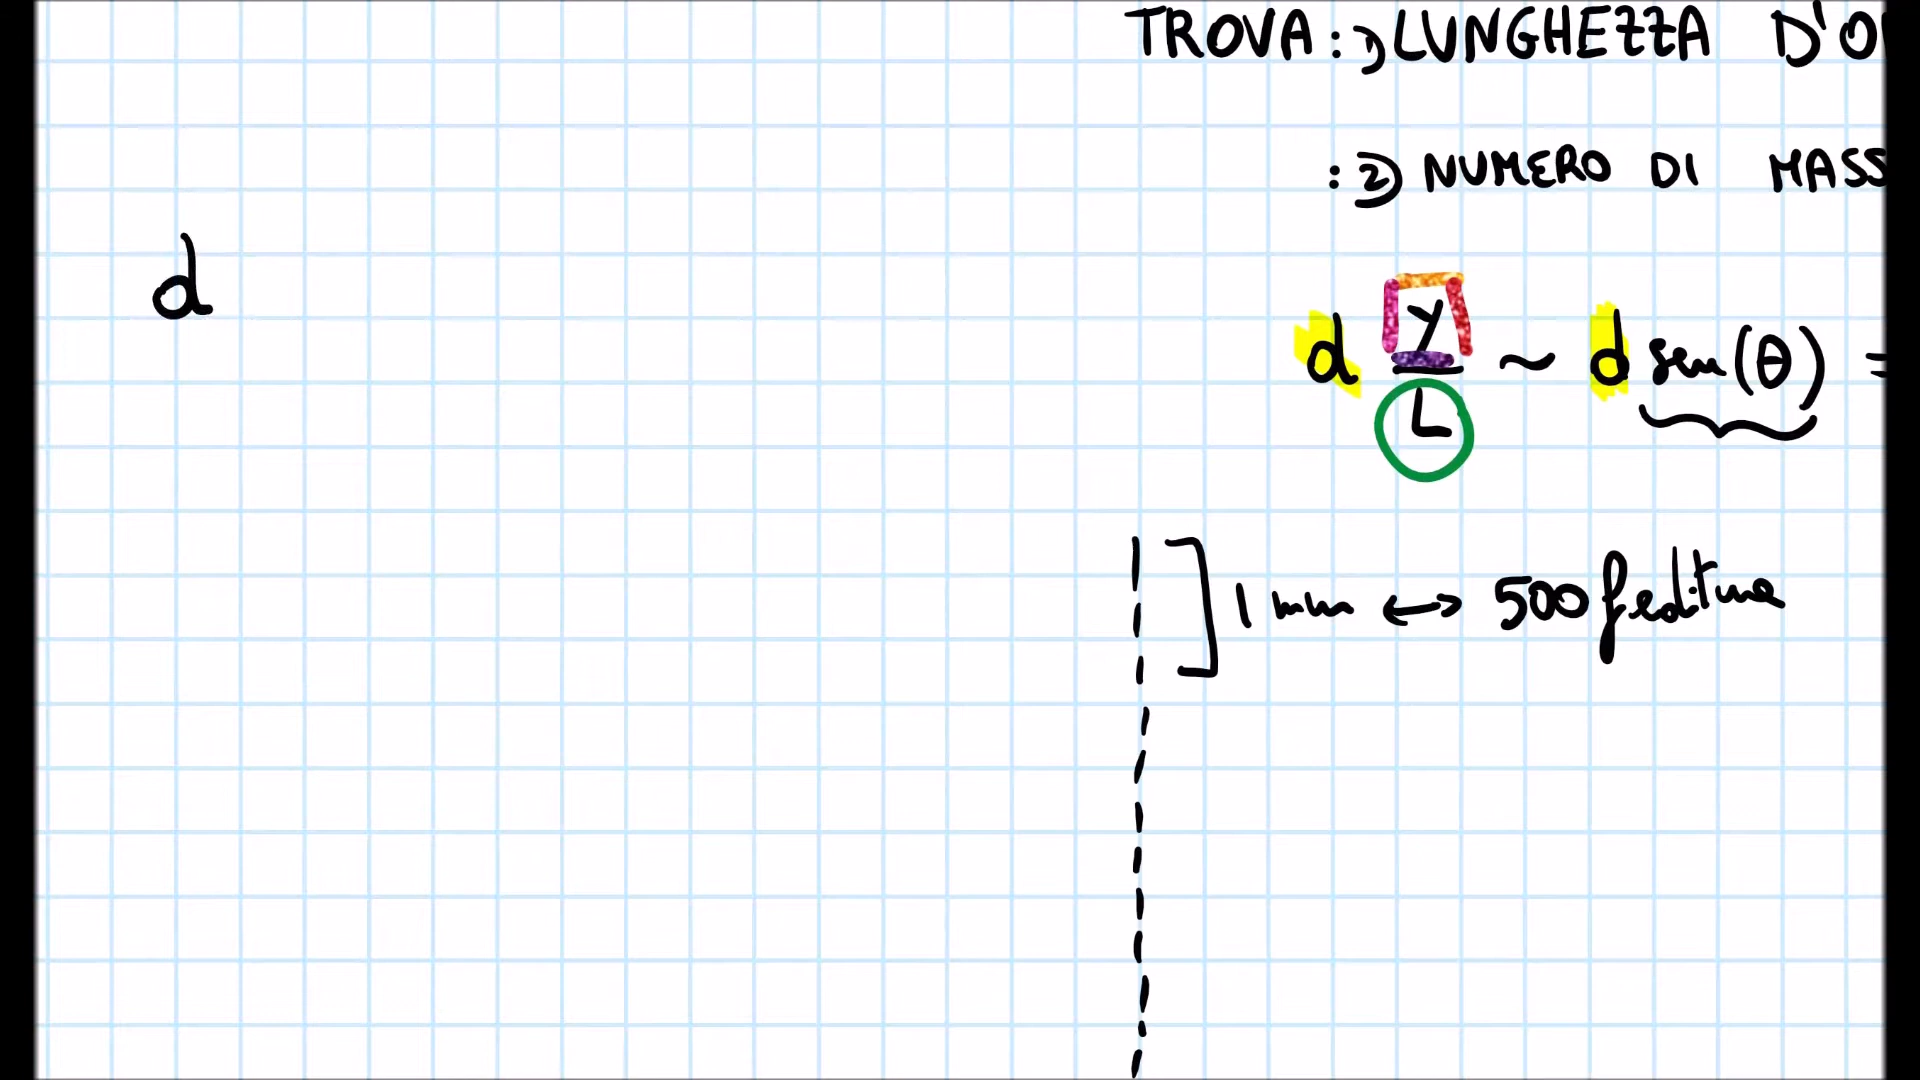 TROVA: 1) LUNGHEZZA D'O
: 2) NUMERO DI MASS
d
d y/L ~ d sen(θ) =
1 mm ↔ 500 fenditure